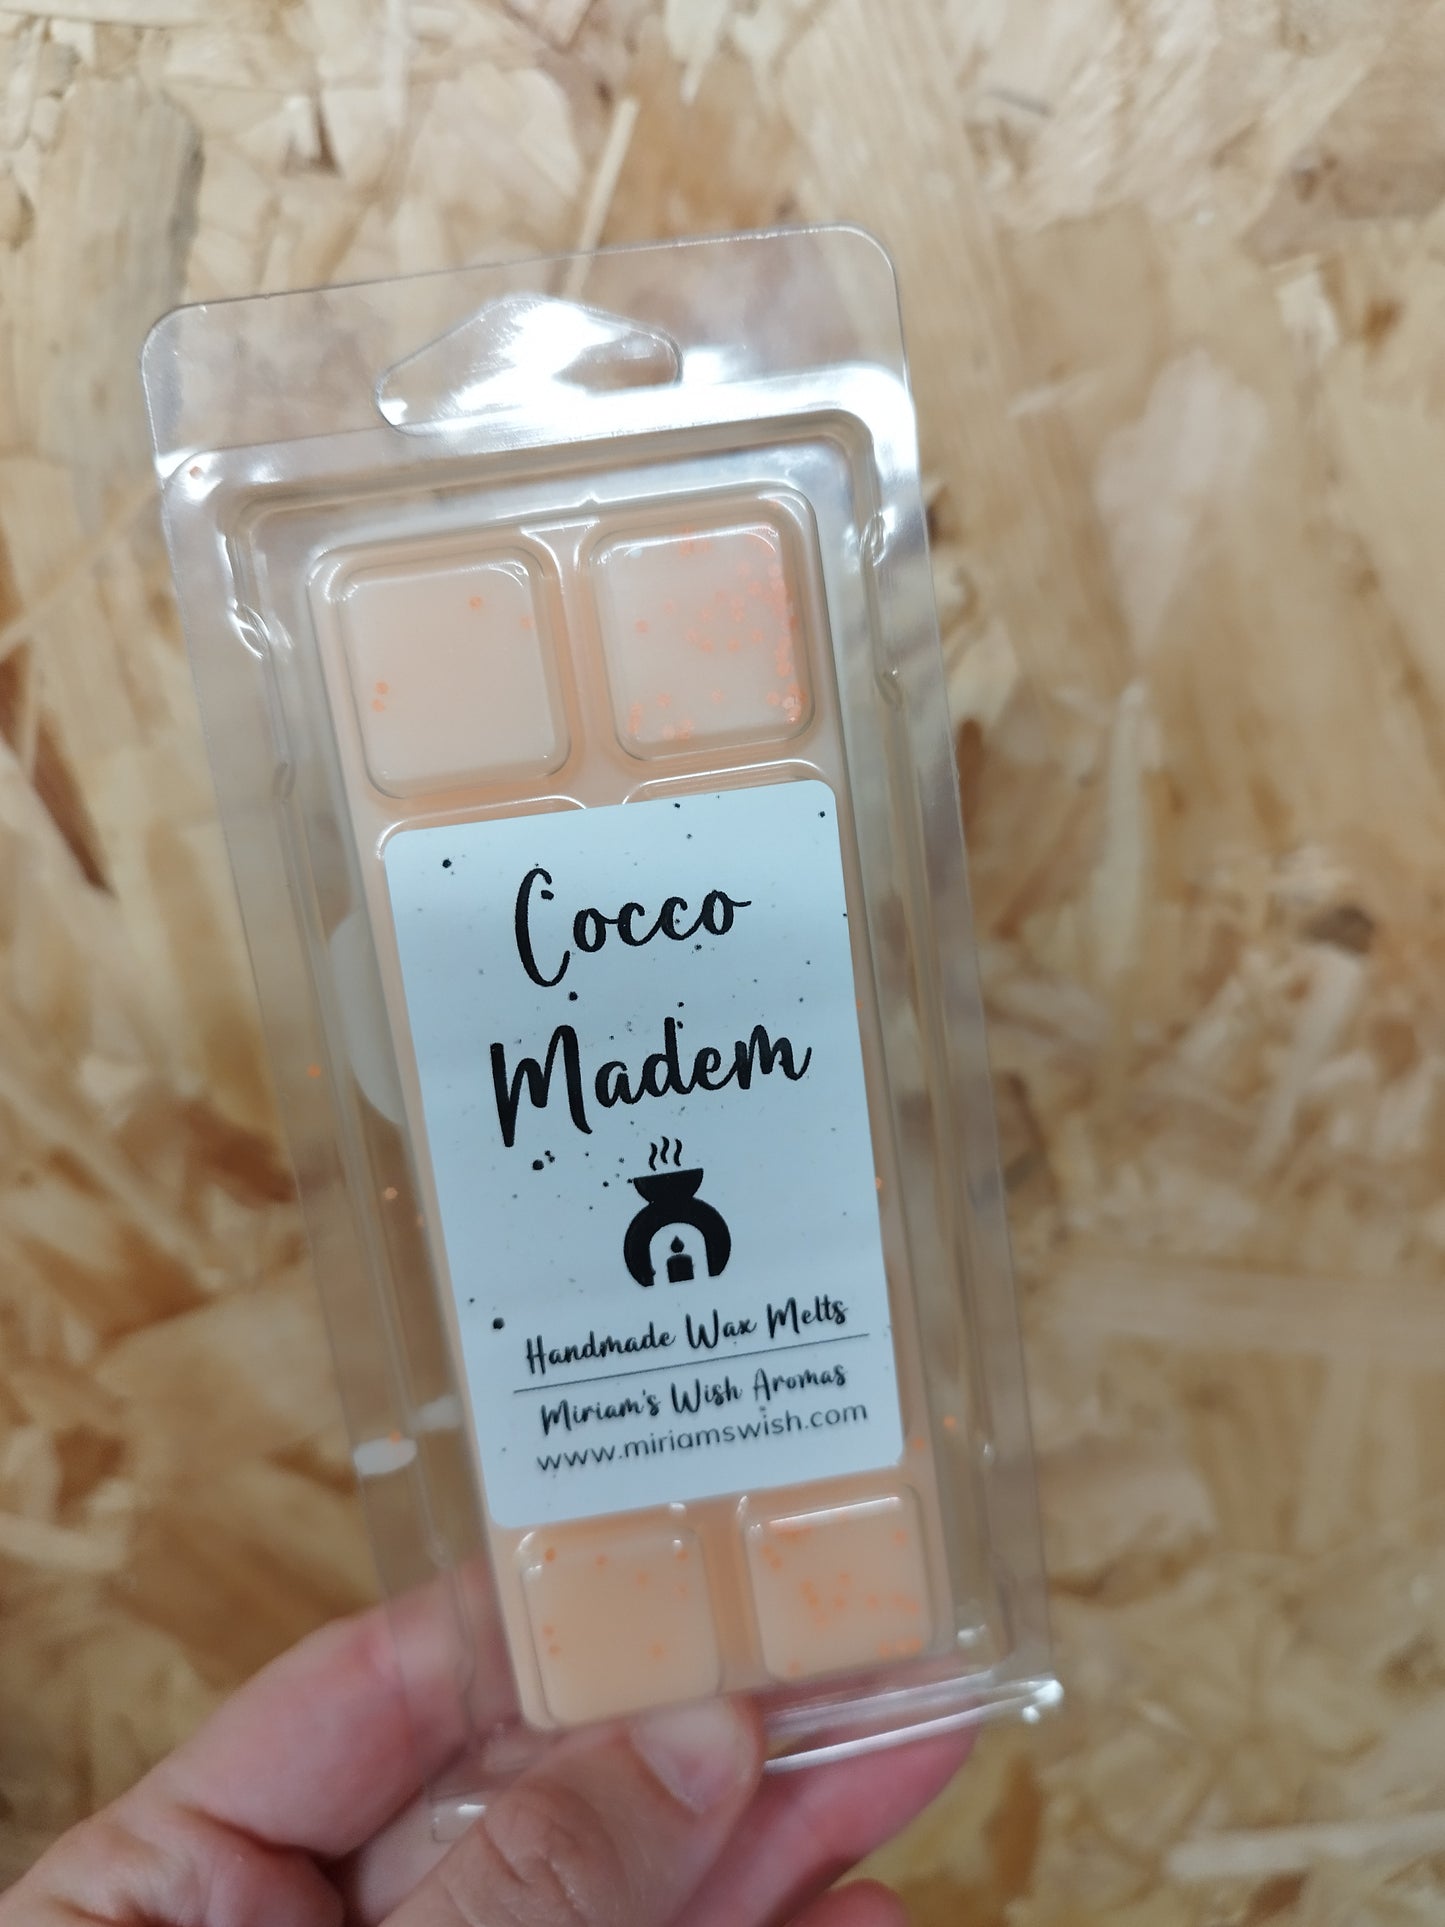 Cocco
Madem
Handmade Wax Melts
Miriam's Wish Aromas
www.miriamswish.com